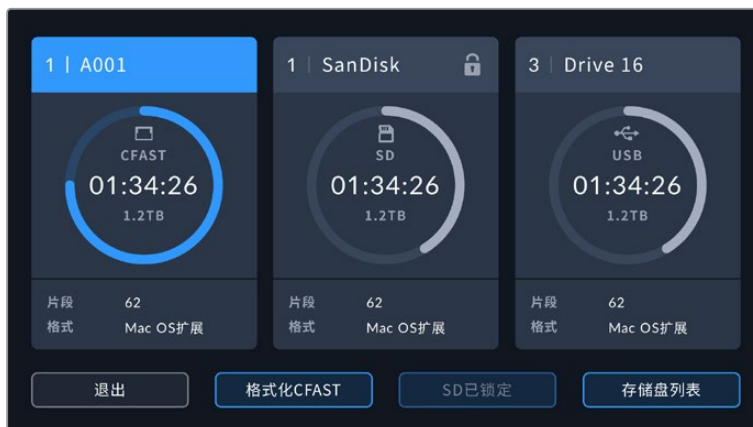 1 | A001
CFAST
01:34:26
1.2TB
片段 62
格式 Mac OS扩展
1 | SanDisk
SD
01:34:26
1.2TB
片段 62
格式 Mac OS扩展
3 | Drive 16
USB
01:34:26
1.2TB
片段 62
格式 Mac OS扩展
退出
格式化CFAST
SD已锁定
存储盘列表